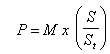 P = M x (S / S_t)